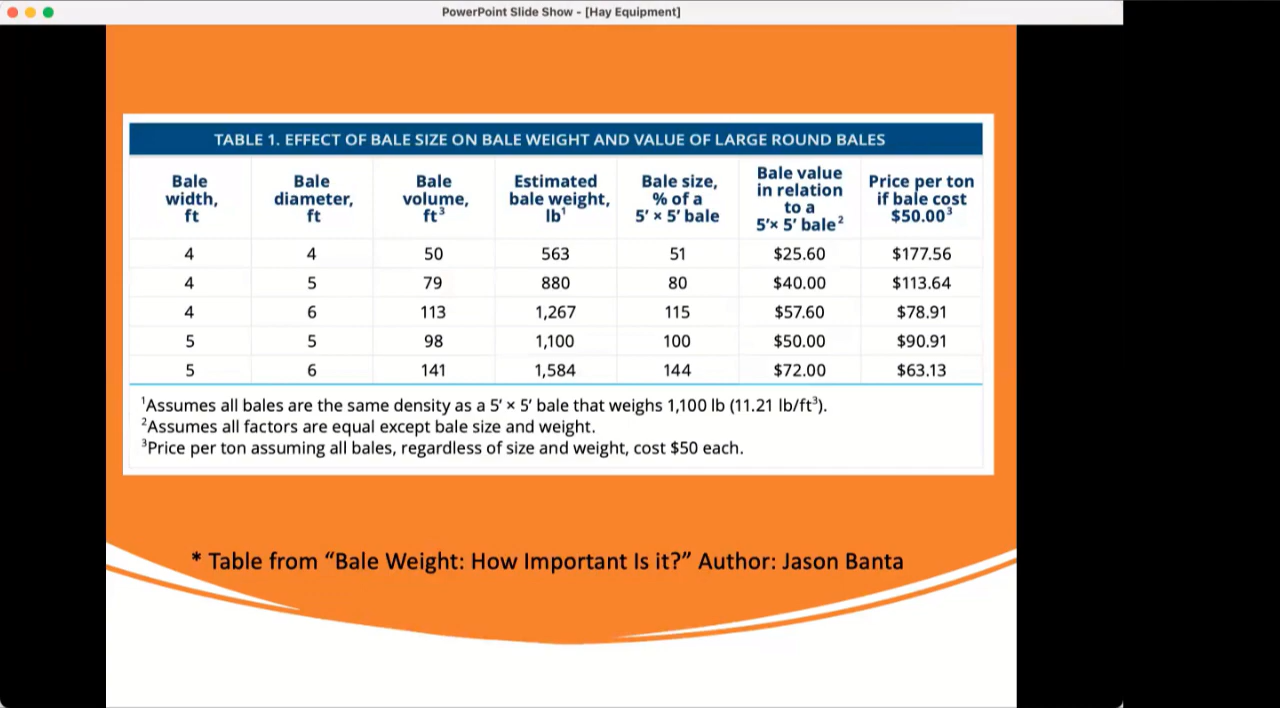 PowerPoint Slide Show - [Hay Equipment]
TABLE 1. EFFECT OF BALE SIZE ON BALE WEIGHT AND VALUE OF LARGE ROUND BALES
Bale width, ft Bale diameter, ft Bale volume, ft³ Estimated bale weight, lb¹ Bale size, % of a 5′ × 5′ bale Bale value in relation to a 5′× 5′ bale² Price per ton if bale cost $50.00³
4 4 50 563 51 $25.60 $177.56
4 5 79 880 80 $40.00 $113.64
4 6 113 1,267 115 $57.60 $78.91
5 5 98 1,100 100 $50.00 $90.91
5 6 141 1,584 144 $72.00 $63.13
¹Assumes all bales are the same density as a 5′ × 5′ bale that weighs 1,100 lb (11.21 lb/ft³).
²Assumes all factors are equal except bale size and weight.
³Price per ton assuming all bales, regardless of size and weight, cost $50 each.
* Table from “Bale Weight: How Important Is it?” Author: Jason Banta